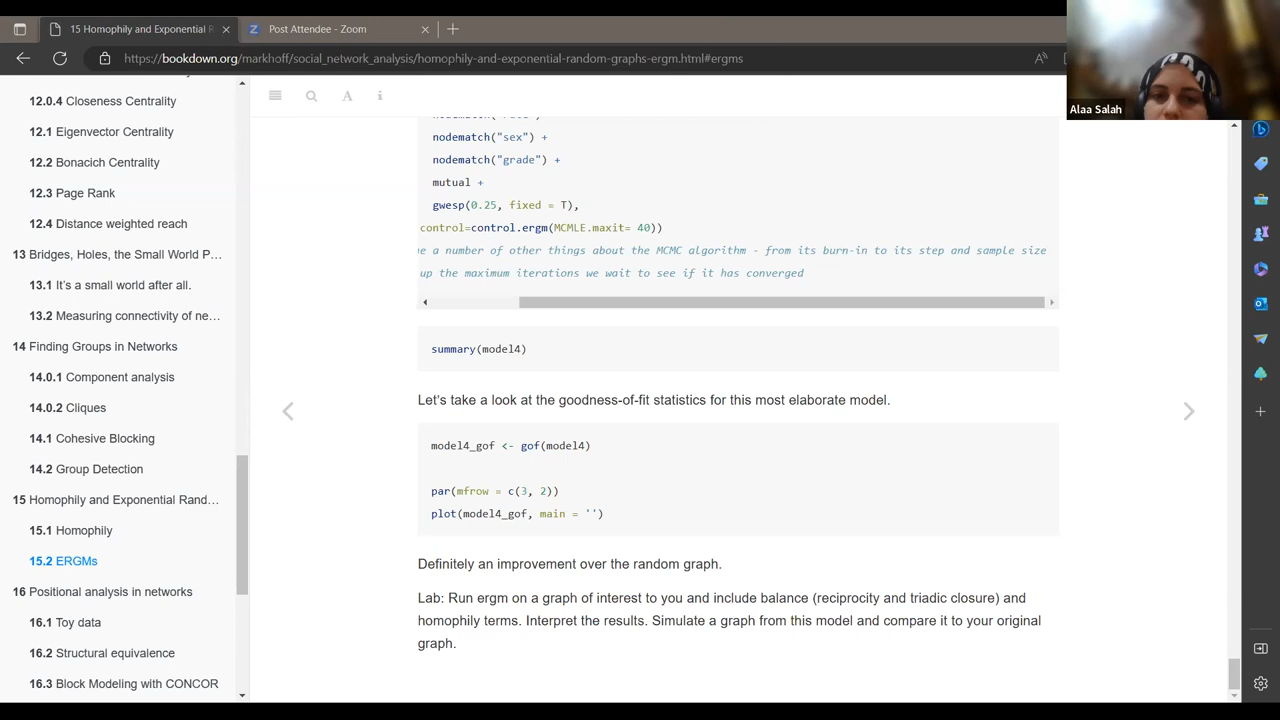 15 Homophily and Exponential R
Post Attendee - Zoom
https://bookdown.org/markhoff/social_network_analysis/homophily-and-exponential-random-graphs-ergm.html#ergms
Alaa Salah
12.0.4 Closeness Centrality
12.1 Eigenvector Centrality
12.2 Bonacich Centrality
12.3 Page Rank
12.4 Distance weighted reach
13 Bridges, Holes, the Small World P…
13.1 It’s a small world after all.
13.2 Measuring connectivity of ne…
14 Finding Groups in Networks
14.0.1 Component analysis
14.0.2 Cliques
14.1 Cohesive Blocking
14.2 Group Detection
15 Homophily and Exponential Rand…
15.1 Homophily
15.2 ERGMs
16 Positional analysis in networks
16.1 Toy data
16.2 Structural equivalence
16.3 Block Modeling with CONCOR
nodematch("sex") +
nodematch("grade") +
mutual +
gwesp(0.25, fixed = T),
control=control.ergm(MCMLE.maxit= 40))
a number of other things about the MCMC algorithm - from its burn-in to its step and sample size
up the maximum iterations we wait to see if it has converged
summary(model4)
Let’s take a look at the goodness-of-fit statistics for this most elaborate model.
model4_gof <- gof(model4)
par(mfrow = c(3, 2))
plot(model4_gof, main = '')
Definitely an improvement over the random graph.
Lab: Run ergm on a graph of interest to you and include balance (reciprocity and triadic closure) and
homophily terms. Interpret the results. Simulate a graph from this model and compare it to your original
graph.